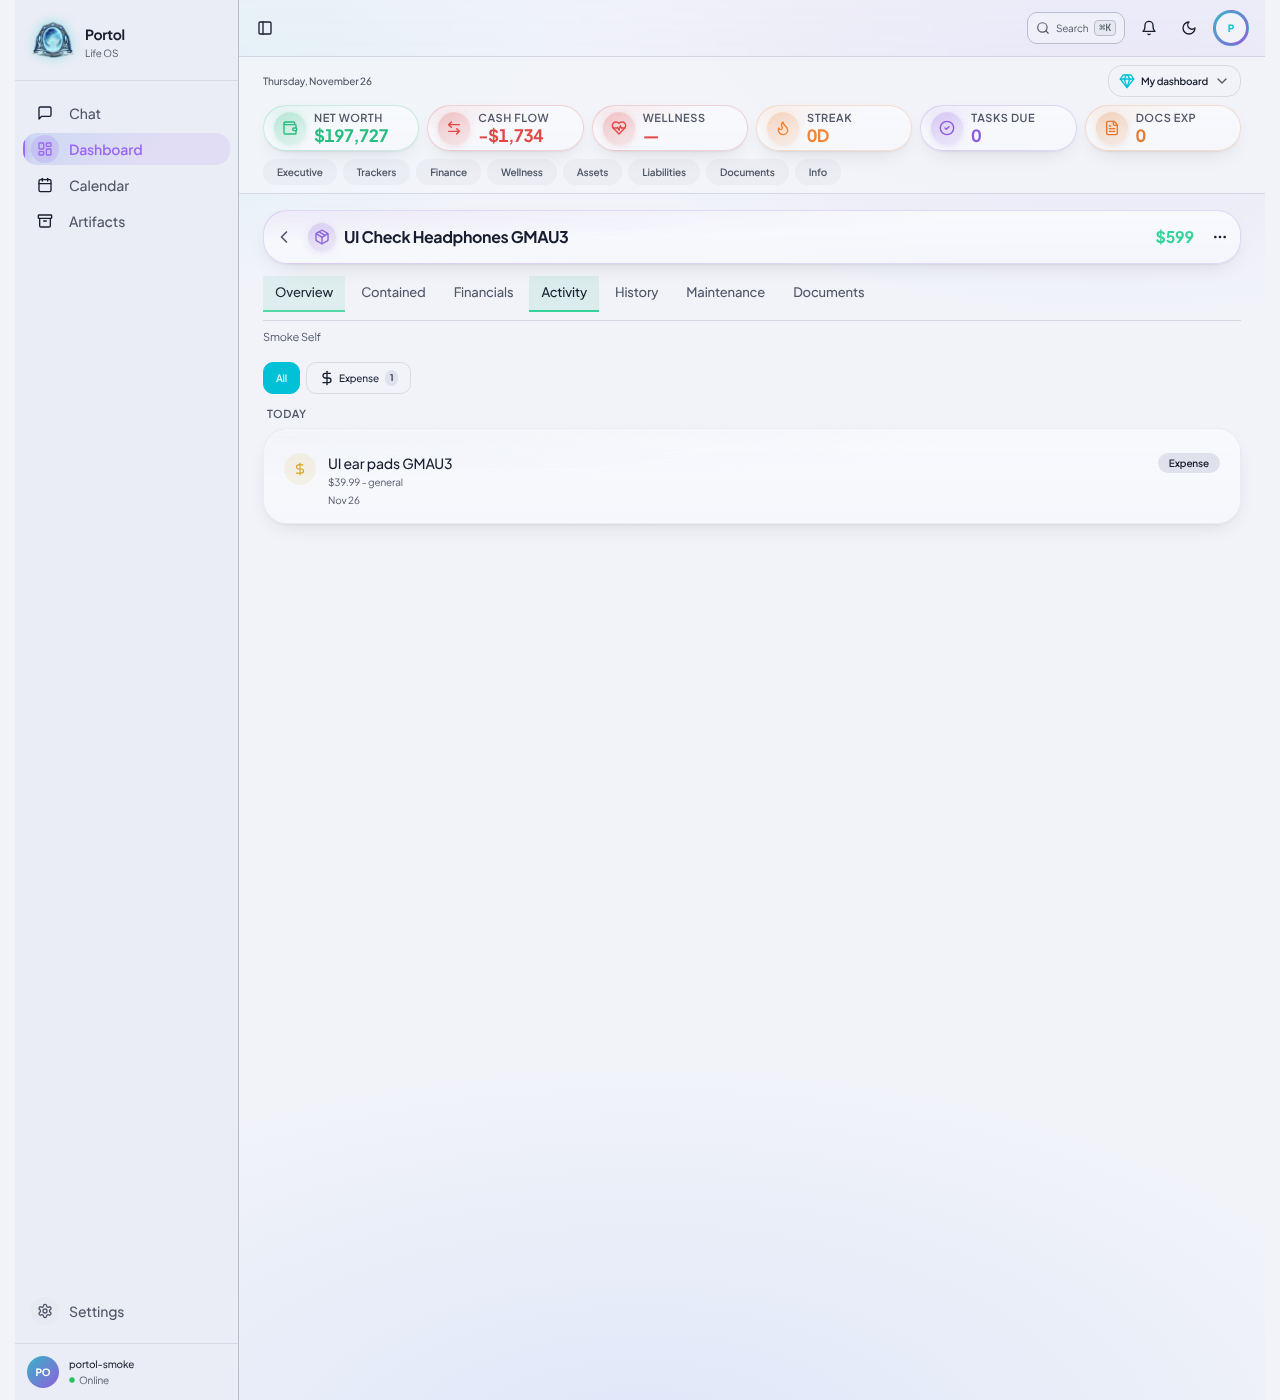 Portol
Life OS
Search ⌘K
P
Chat
Dashboard
Calendar
Artifacts
Thursday, November 26
My dashboard
NET WORTH
$197,727
CASH FLOW
-$1,734
WELLNESS
—
STREAK
0D
TASKS DUE
0
DOCS EXP
0
Executive Trackers Finance Wellness Assets Liabilities Documents Info
UI Check Headphones GMAU3 $599
Overview Contained Financials Activity History Maintenance Documents
Smoke Self
All Expense 1
TODAY
UI ear pads GMAU3 Expense
$39.99 - general
Nov 26
Settings
PO
portol-smoke
Online